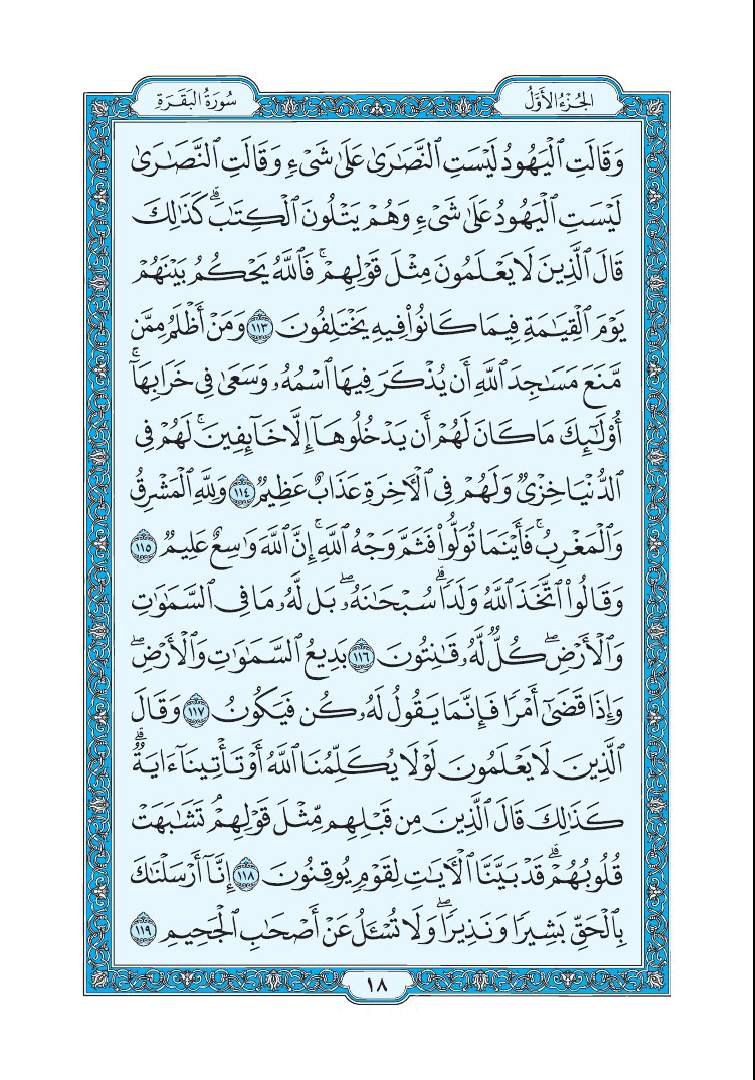 الجُزْءُ الأَوَّلُ
سُورَةُ البَقَرَةِ
وَقَالَتِ ٱلْيَهُودُ لَيْسَتِ ٱلنَّصَٰرَىٰ عَلَىٰ شَىْءٍ وَقَالَتِ ٱلنَّصَٰرَىٰ
لَيْسَتِ ٱلْيَهُودُ عَلَىٰ شَىْءٍ وَهُمْ يَتْلُونَ ٱلْكِتَٰبَۗ كَذَٰلِكَ
قَالَ ٱلَّذِينَ لَا يَعْلَمُونَ مِثْلَ قَوْلِهِمْۚ فَٱللَّهُ يَحْكُمُ بَيْنَهُمْ
يَوْمَ ٱلْقِيَٰمَةِ فِيمَا كَانُوا۟ فِيهِ يَخْتَلِفُونَ ١١٣ وَمَنْ أَظْلَمُ مِمَّن
مَّنَعَ مَسَٰجِدَ ٱللَّهِ أَن يُذْكَرَ فِيهَا ٱسْمُهُۥ وَسَعَىٰ فِى خَرَابِهَآۚ
أُو۟لَٰٓئِكَ مَا كَانَ لَهُمْ أَن يَدْخُلُوهَآ إِلَّا خَآئِفِينَۚ لَهُمْ فِى
ٱلدُّنْيَا خِزْىٌ وَلَهُمْ فِى ٱلْءَاخِرَةِ عَذَابٌ عَظِيمٌ ١١٤ وَلِلَّهِ ٱلْمَشْرِقُ
وَٱلْمَغْرِبُۚ فَأَيْنَمَا تُوَلُّوا۟ فَثَمَّ وَجْهُ ٱللَّهِۚ إِنَّ ٱللَّهَ وَٰسِعٌ عَلِيمٌ ١١٥
وَقَالُوا۟ ٱتَّخَذَ ٱللَّهُ وَلَدًاۗ سُبْحَٰنَهُۥۖ بَل لَّهُۥ مَا فِى ٱلسَّمَٰوَٰتِ
وَٱلْأَرْضِۖ كُلٌّ لَّهُۥ قَٰنِتُونَ ١١٦ بَدِيعُ ٱلسَّمَٰوَٰتِ وَٱلْأَرْضِۖ
وَإِذَا قَضَىٰٓ أَمْرًا فَإِنَّمَا يَقُولُ لَهُۥ كُن فَيَكُونُ ١١٧ وَقَالَ
ٱلَّذِينَ لَا يَعْلَمُونَ لَوْلَا يُكَلِّمُنَا ٱللَّهُ أَوْ تَأْتِينَآ ءَايَةٌۗ
كَذَٰلِكَ قَالَ ٱلَّذِينَ مِن قَبْلِهِم مِّثْلَ قَوْلِهِمْۘ تَشَٰبَهَتْ
قُلُوبُهُمْۗ قَدْ بَيَّنَّا ٱلْءَايَٰتِ لِقَوْمٍ يُوقِنُونَ ١١٨ إِنَّآ أَرْسَلْنَٰكَ
بِٱلْحَقِّ بَشِيرًا وَنَذِيرًاۖ وَلَا تُسْـَٔلُ عَنْ أَصْحَٰبِ ٱلْجَحِيمِ ١١٩
١٨